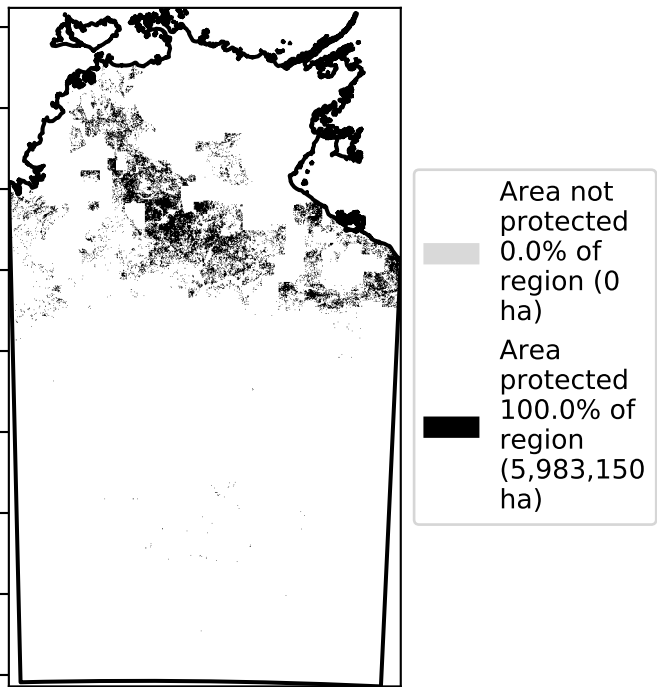 Area not
protected
0.0% of
region (0
ha)
Area
protected
100.0% of
region
(5,983,150
ha)